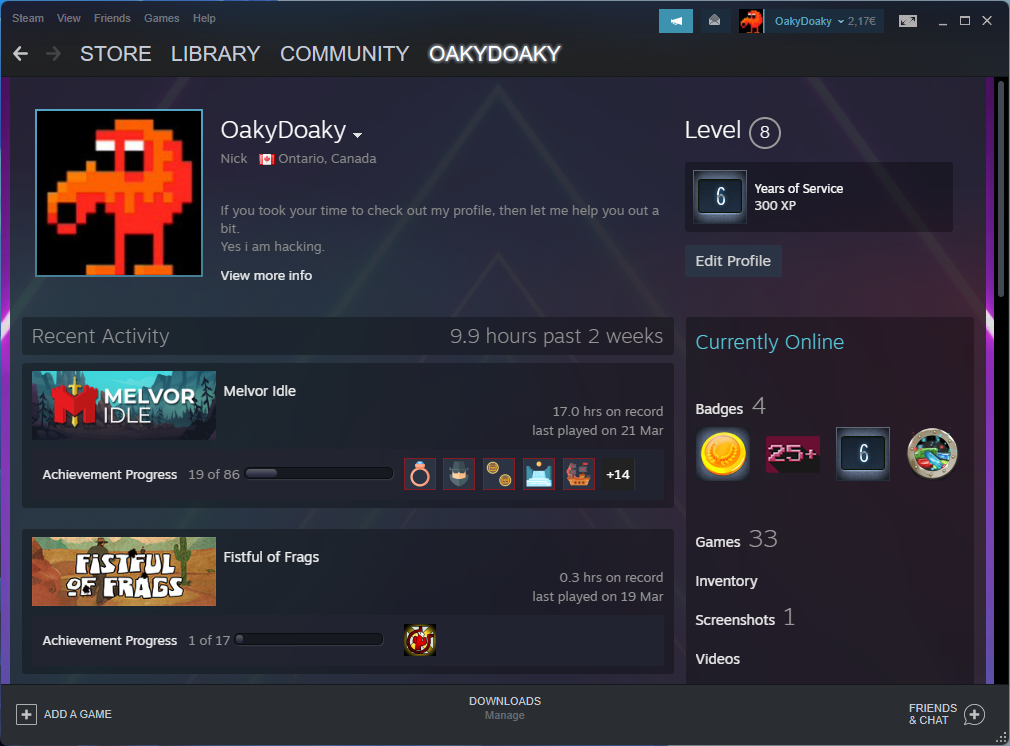 Steam View Friends Games Help
OakyDoaky 2,17€
STORE LIBRARY COMMUNITY OAKYDOAKY
OakyDoaky
Nick Ontario, Canada
If you took your time to check out my profile, then let me help you out a
bit.
Yes i am hacking.
View more info
Level 8
6
Years of Service
300 XP
Edit Profile
Recent Activity 9.9 hours past 2 weeks
MELVOR
IDLE
Melvor Idle
17.0 hrs on record
last played on 21 Mar
Achievement Progress 19 of 86 +14
FISTFUL
OF FRAGS
Fistful of Frags
0.3 hrs on record
last played on 19 Mar
Achievement Progress 1 of 17
Currently Online
Badges 4
25+ 6
Games 33
Inventory
Screenshots 1
Videos
ADD A GAME
DOWNLOADS
Manage
FRIENDS
& CHAT